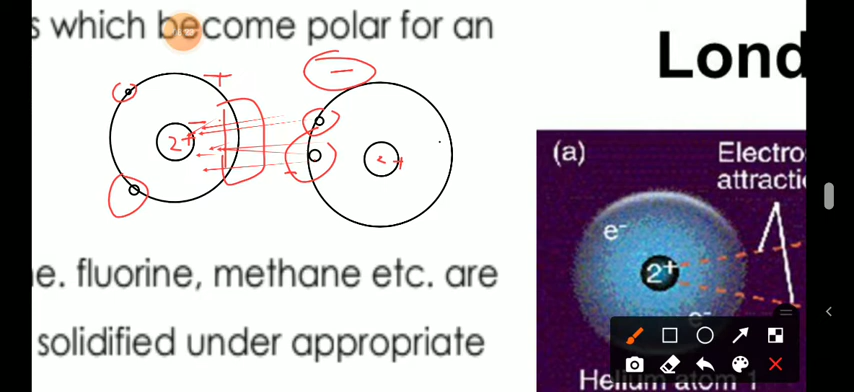 s which become polar for an
Lond
+
−
−
2+
2+
−
(a)
Electro
attracti
e⁻
2+
e⁻
e. fluorine, methane etc. are
solidified under appropriate
Helium atom 1